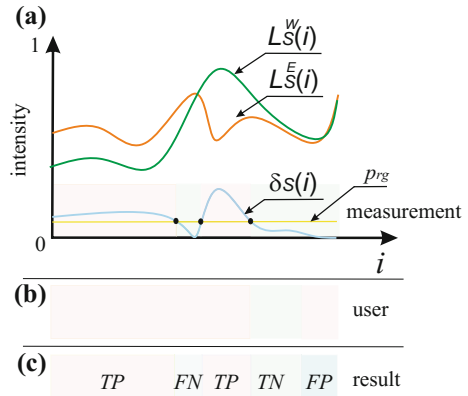 (a)
1
L_S^W(i)
L_S^E(i)
intensity
δs(i)
p_rg
measurement
0
i
(b)
user
(c)
TP FN TP TN FP result